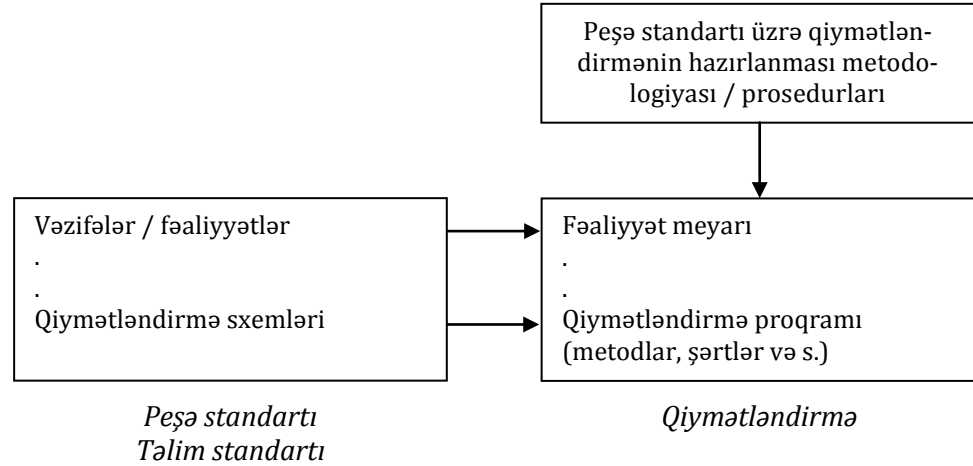 Peşə standartı üzrə qiymətlən-
dirmənin hazırlanması metodo-
logiyası / prosedurları
Vəzifələr / fəaliyyətlər
.
.
Qiymətləndirmə sxemləri
Fəaliyyət meyarı
.
.
Qiymətləndirmə proqramı
(metodlar, şərtlər və s.)
Peşə standartı
Təlim standartı
Qiymətləndirmə